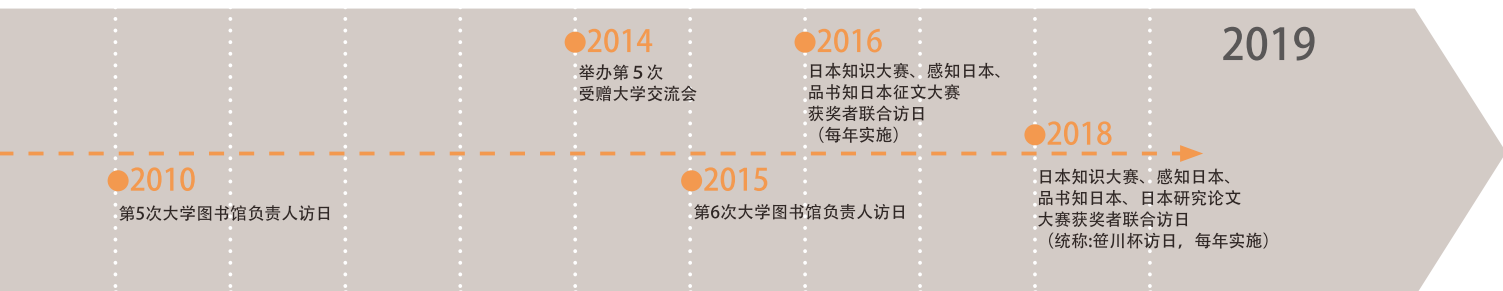 2010
第5次大学图书馆负责人访日
2014
举办第5次
受赠大学交流会
2015
第6次大学图书馆负责人访日
2016
日本知识大赛、感知日本、
品书知日本征文大赛
获奖者联合访日
（每年实施）
2018
日本知识大赛、感知日本、
品书知日本、日本研究论文
大赛获奖者联合访日
（统称:笹川杯访日，每年实施）
2019